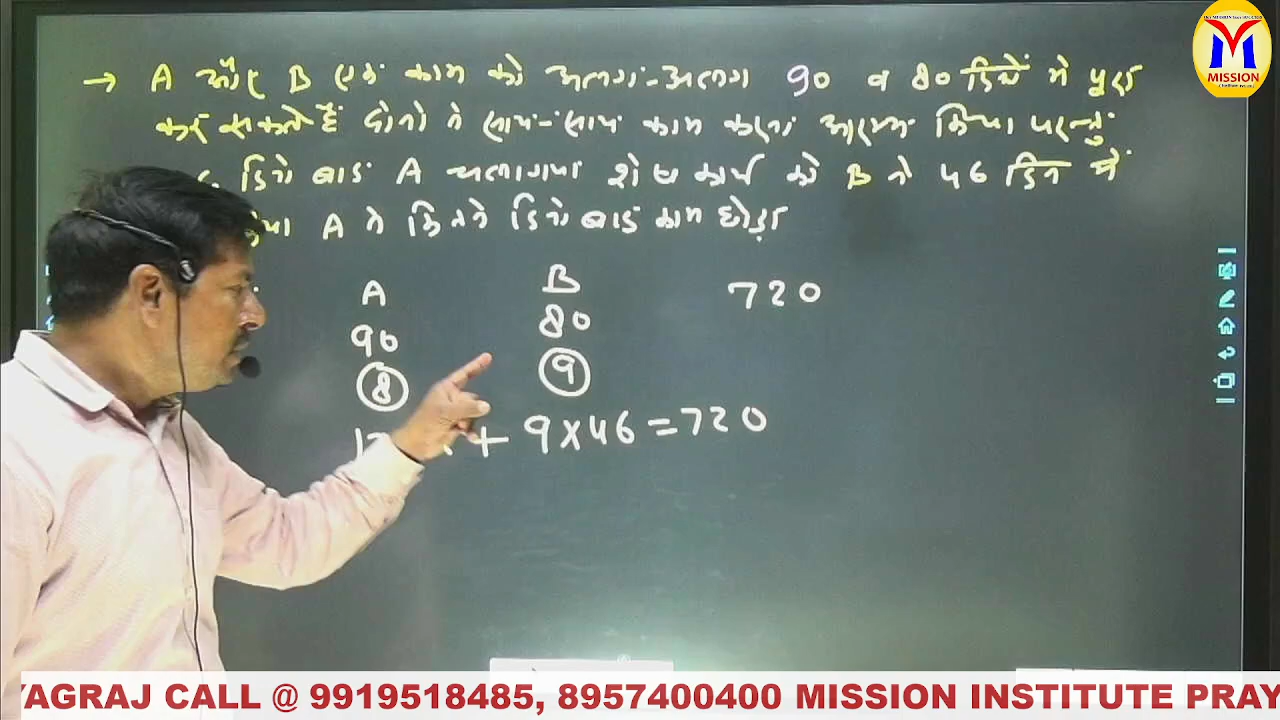 → A और B एक काम को अलग-अलग 90 व 80 दिनों में पूरा
कर सकते हैं दोनों ने साथ-साथ काम करना आरम्भ किया परन्तु
दिनो बाद A चलागया शेष कार्य को B ने 46 दिन में
किया A ने कितने दिनो बाद काम छोड़ा
A B 720
90 80
8 9
17 + 9×46=720
MISSION
YAGRAJ CALL @ 9919518485, 8957400400 MISSION INSTITUTE PRAY